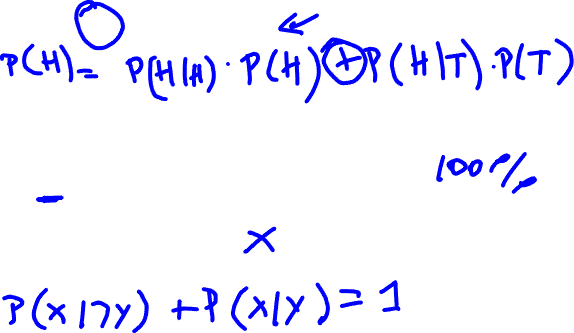 P(H) = P(H|H) · P(H) + P(H|T) · P(T)
100%
-
X
P(X|¬Y) + P(X|Y) = 1